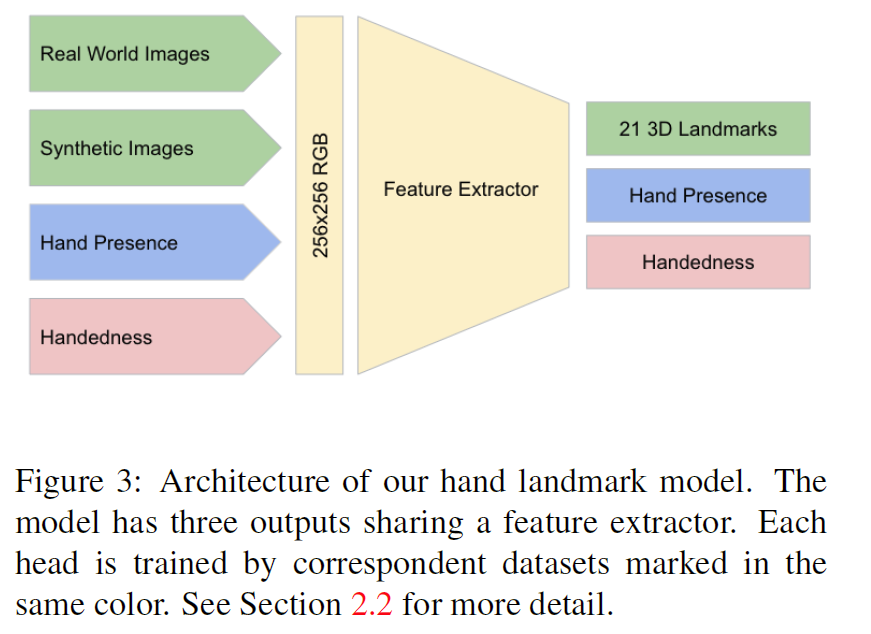 Real World Images
Synthetic Images
Hand Presence
Handedness
256x256 RGB
Feature Extractor
21 3D Landmarks
Hand Presence
Handedness
Figure 3: Architecture of our hand landmark model. The
model has three outputs sharing a feature extractor. Each
head is trained by correspondent datasets marked in the
same color. See Section 2.2 for more detail.